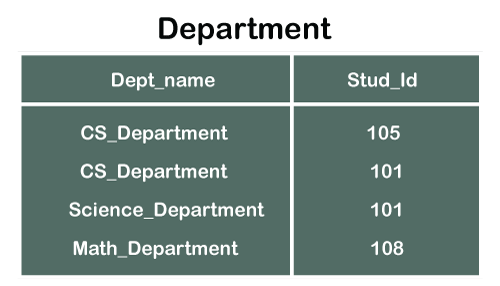 Department
Dept_name Stud_Id
CS_Department 105
CS_Department 101
Science_Department 101
Math_Department 108